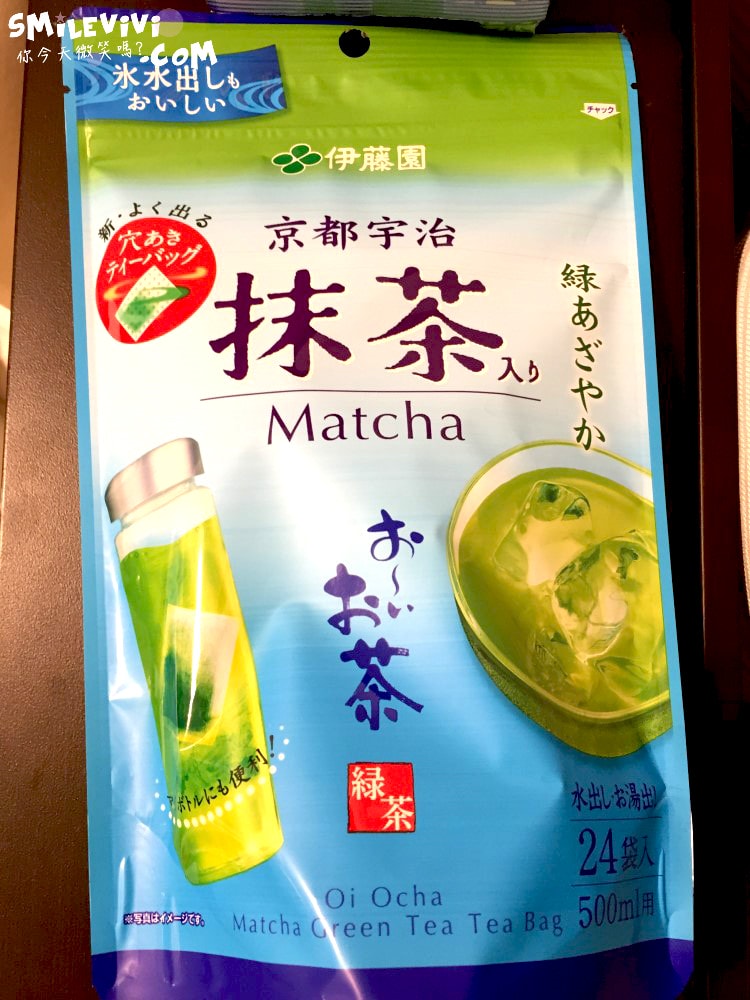 SMiLEViVi
你今天微笑嗎?
.COM
氷水出しも
おいしい
チャック
伊藤園
新・よく出る
穴あき
ティーバッグ
京都宇治
抹茶入り
Matcha
緑あざやか
お〜い
お茶
緑茶
ボトルにも便利!
水出し・お湯出し
24袋入
500ml用
※写真はイメージです。
Oi Ocha
Matcha Green Tea Tea Bag